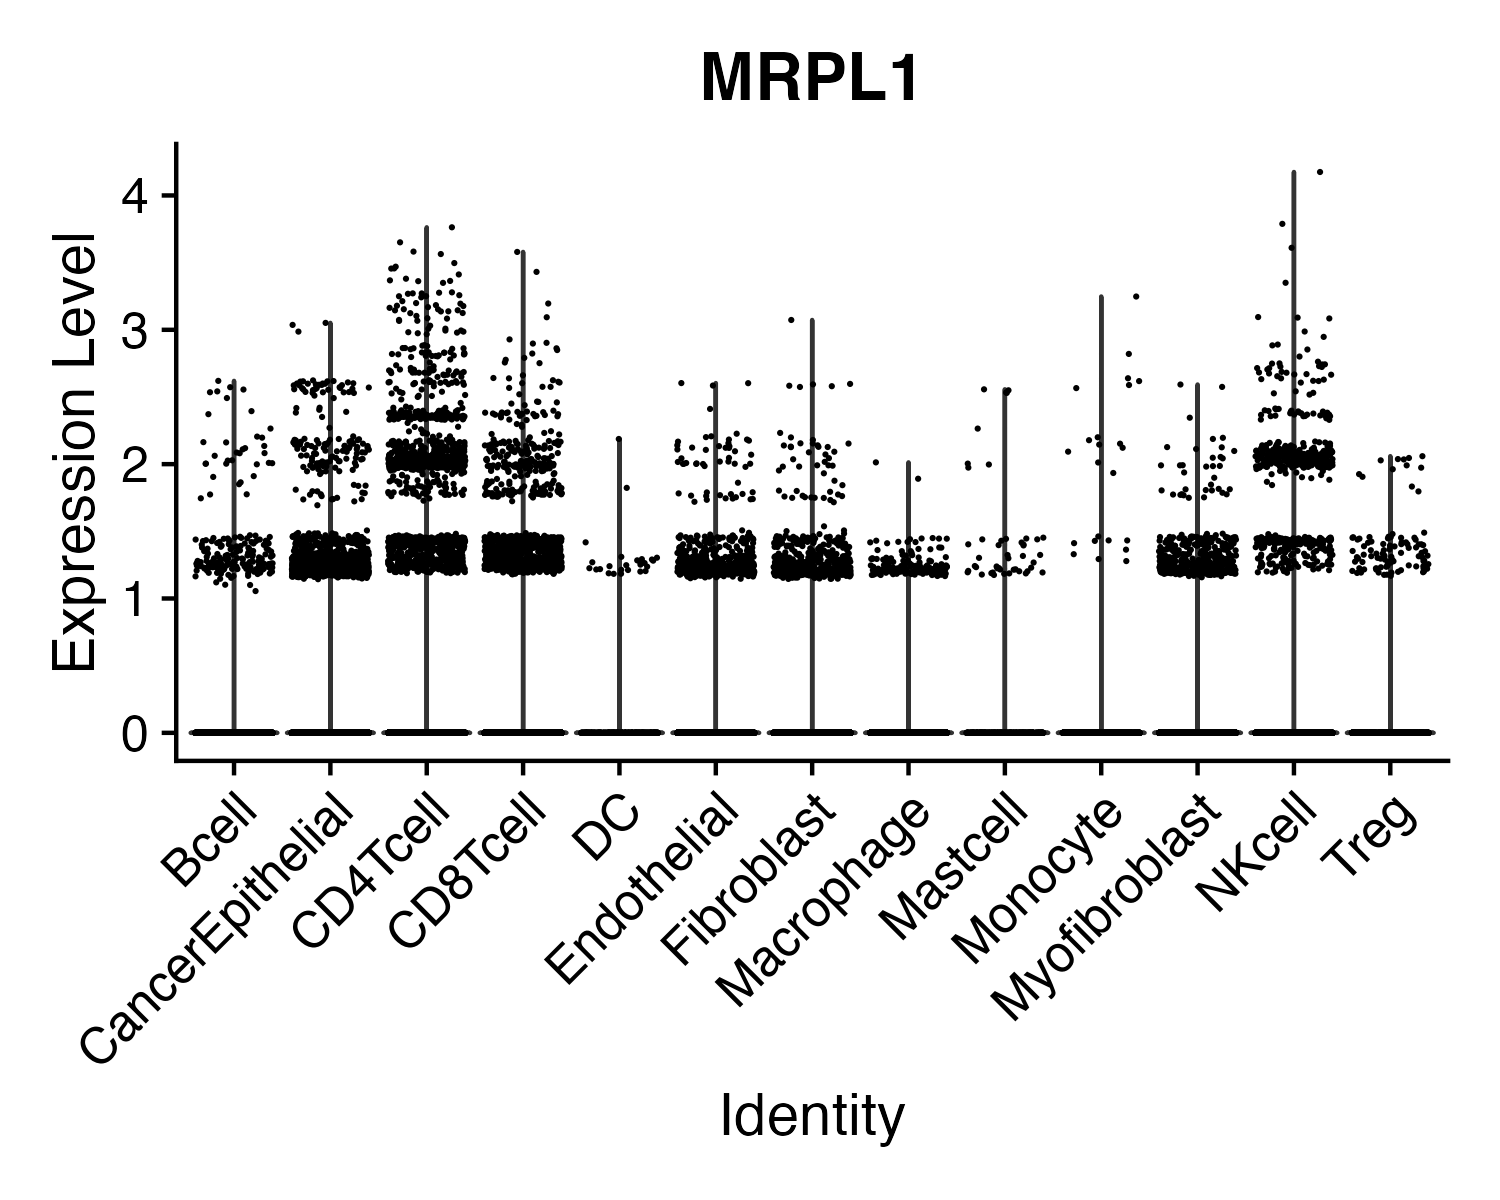 MRPL1
Expression Level
4
3
2
1
0
Bcell
CancerEpithelial
CD4Tcell
CD8Tcell
DC
Endothelial
Fibroblast
Macrophage
Mastcell
Monocyte
Myofibroblast
NKcell
Treg
Identity